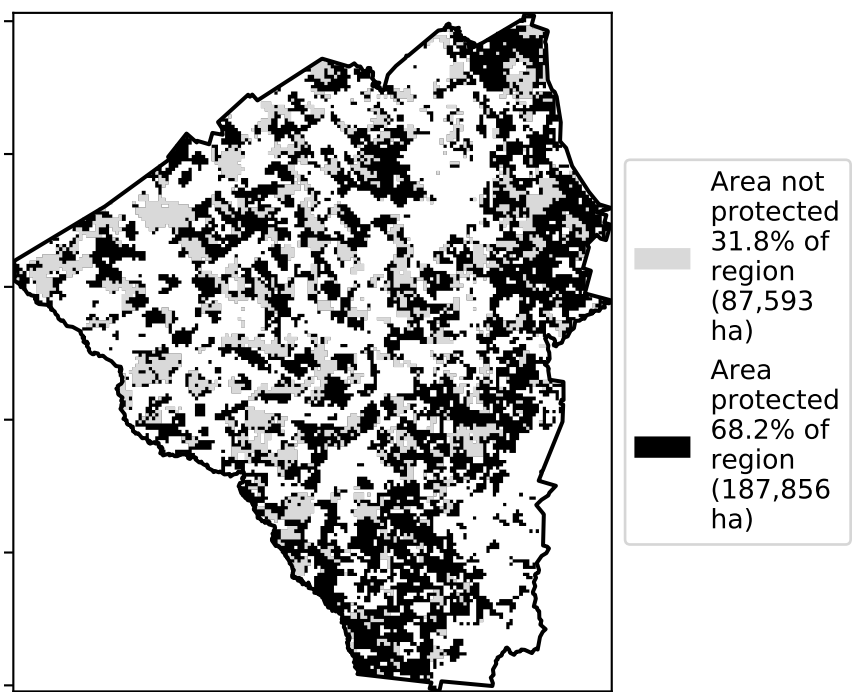 Area not
protected
31.8% of
region
(87,593
ha)
Area
protected
68.2% of
region
(187,856
ha)